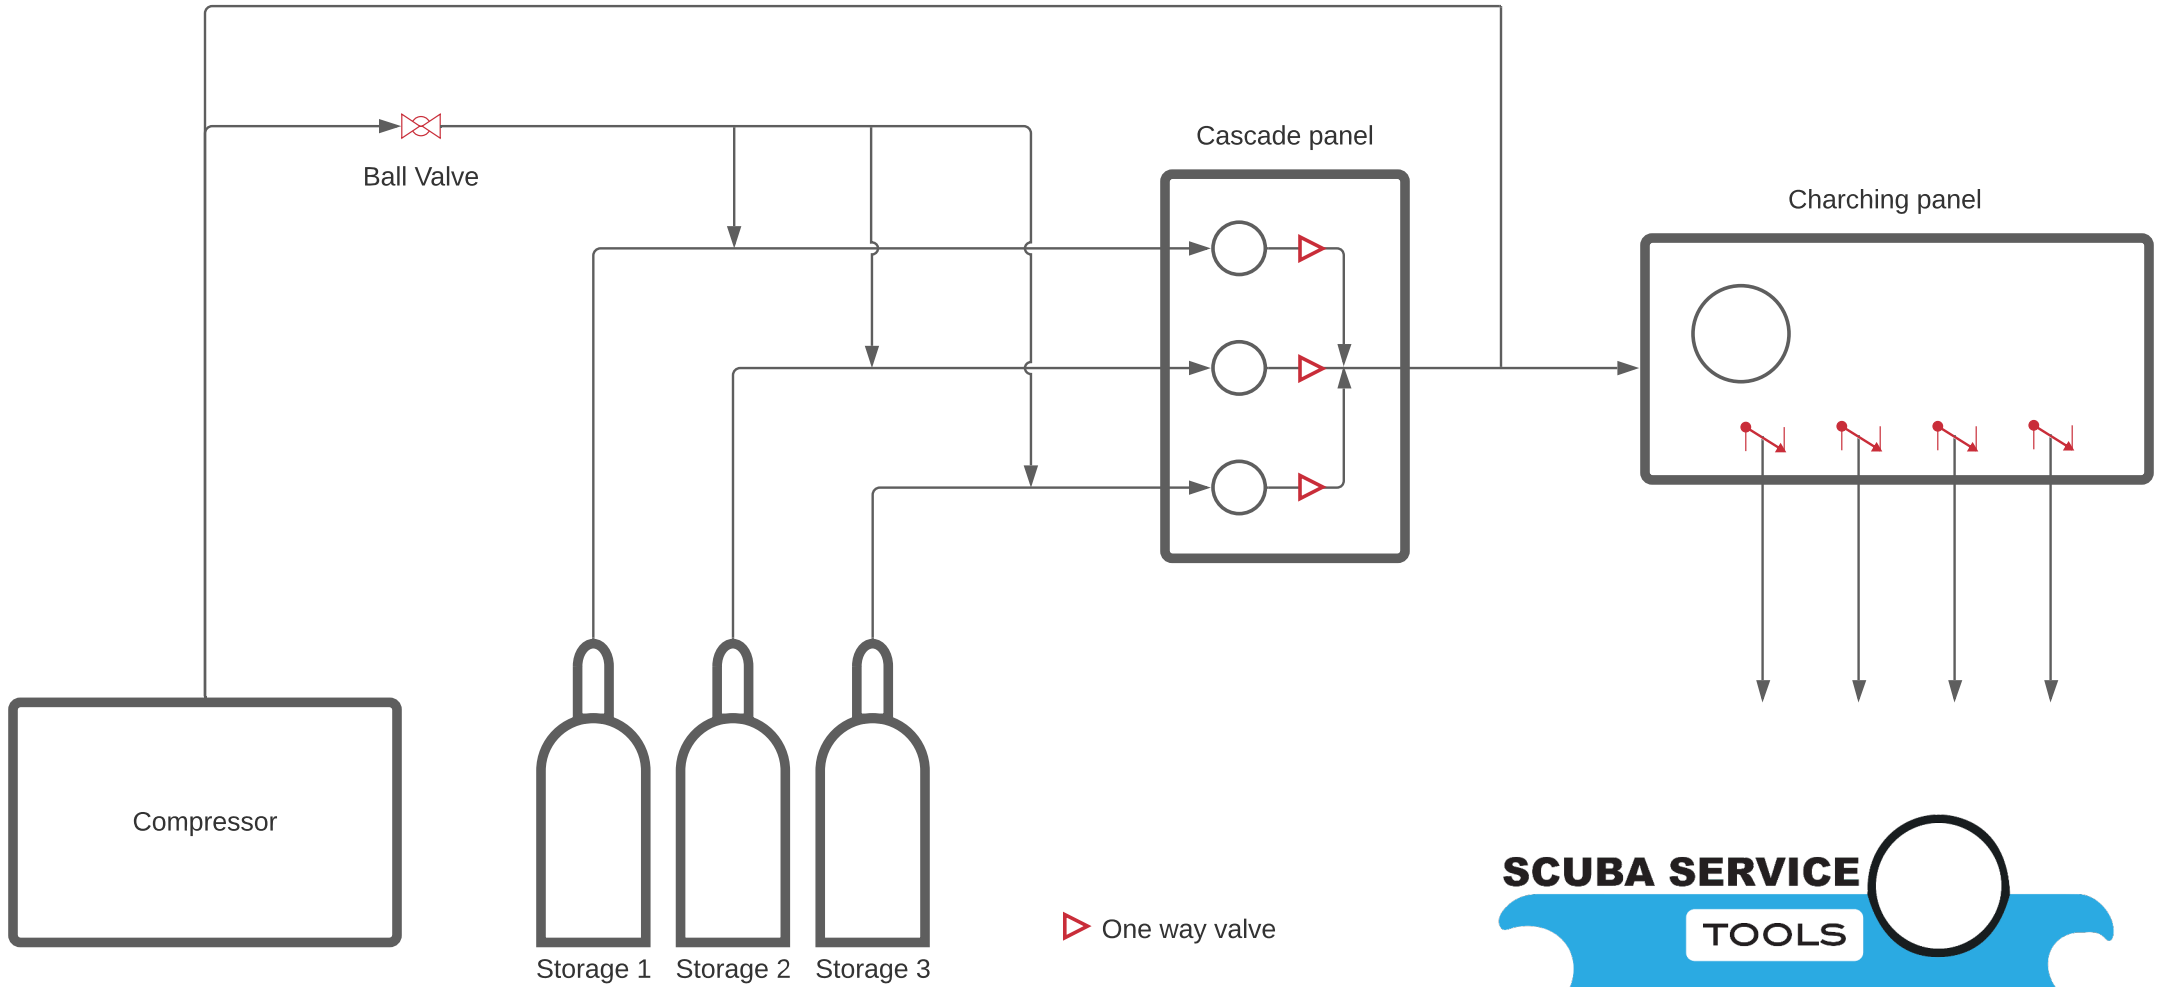 Ball Valve
Cascade panel
Charching panel
Compressor
Storage 1
Storage 2
Storage 3
One way valve
SCUBA SERVICE
TOOLS